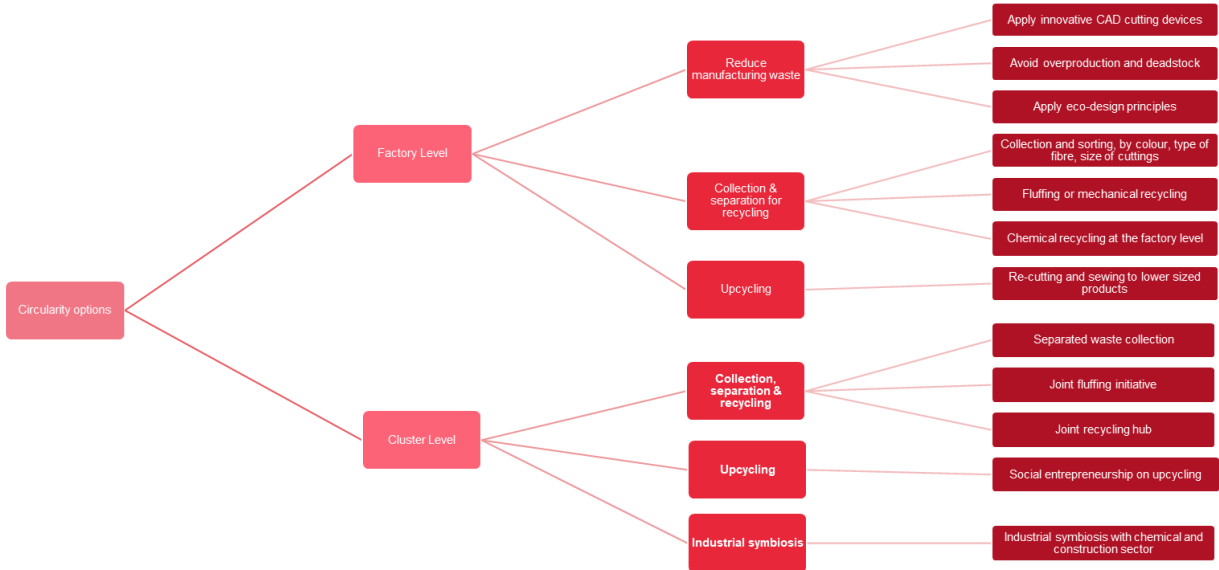 Circularity options
Factory Level
Cluster Level
Reduce
manufacturing waste
Collection &
separation for
recycling
Upcycling
Collection,
separation &
recycling
Upcycling
Industrial symbiosis
Apply innovative CAD cutting devices
Avoid overproduction and deadstock
Apply eco-design principles
Collection and sorting, by colour, type of
fibre, size of cuttings
Fluffing or mechanical recycling
Chemical recycling at the factory level
Re-cutting and sewing to lower sized
products
Separated waste collection
Joint fluffing initiative
Joint recycling hub
Social entrepreneurship on upcycling
Industrial symbiosis with chemical and
construction sector